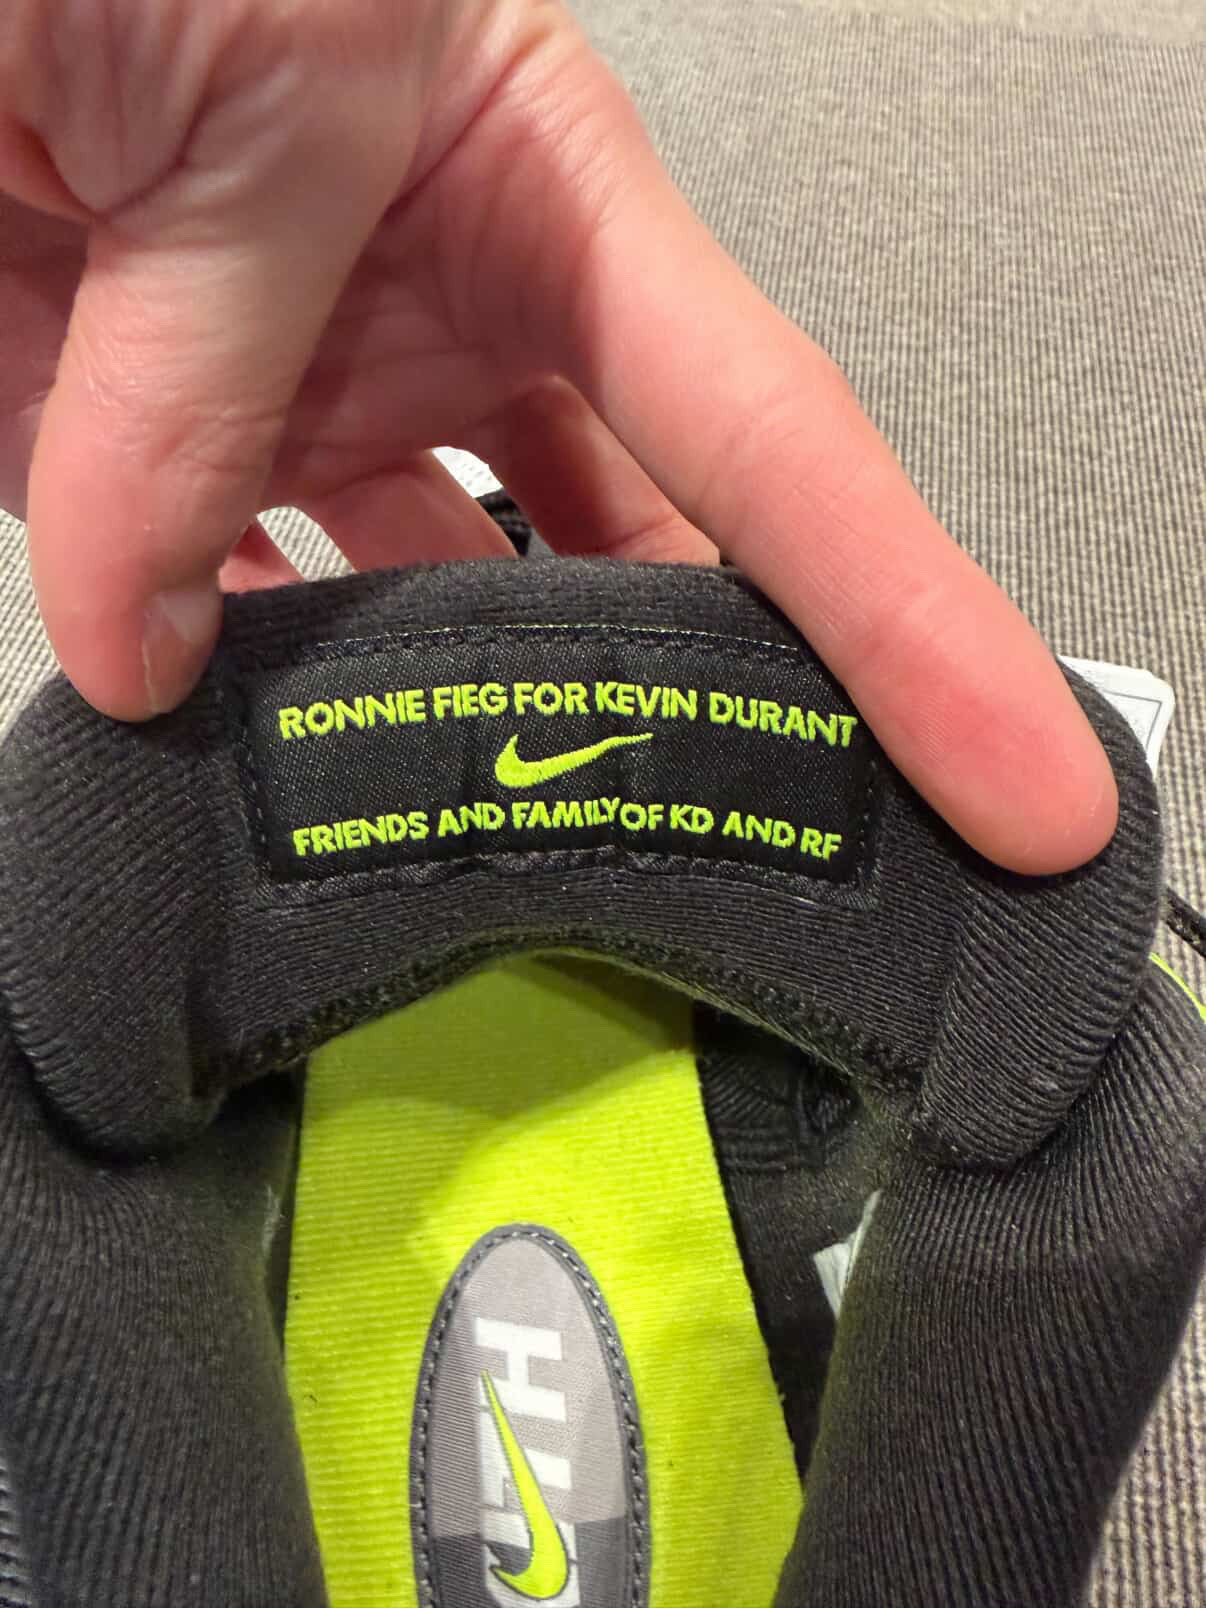 RONNIE FIEG FOR KEVIN DURANT
FRIENDS AND FAMILY OF KD AND RF